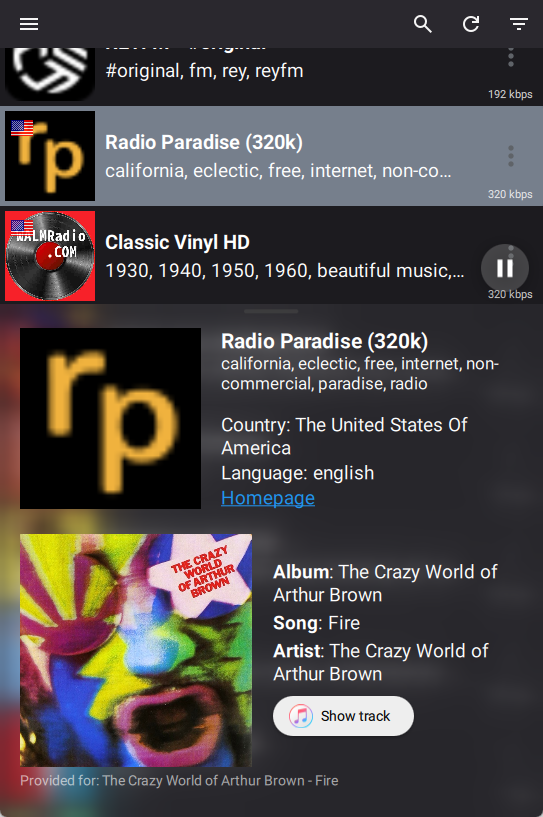 #original, fm, rey, reyfm
192 kbps
rp
Radio Paradise (320k)
california, eclectic, free, internet, non-co…
320 kbps
WALMRadio
.COM
Classic Vinyl HD
1930, 1940, 1950, 1960, beautiful music,…
320 kbps
rp
Radio Paradise (320k)
california, eclectic, free, internet, non-
commercial, paradise, radio
Country: The United States Of
America
Language: english
Homepage
THE CRAZY
WORLD
OF ARTHUR
BROWN
Album: The Crazy World of
Arthur Brown
Song: Fire
Artist: The Crazy World of
Arthur Brown
Show track
Provided for: The Crazy World of Arthur Brown - Fire